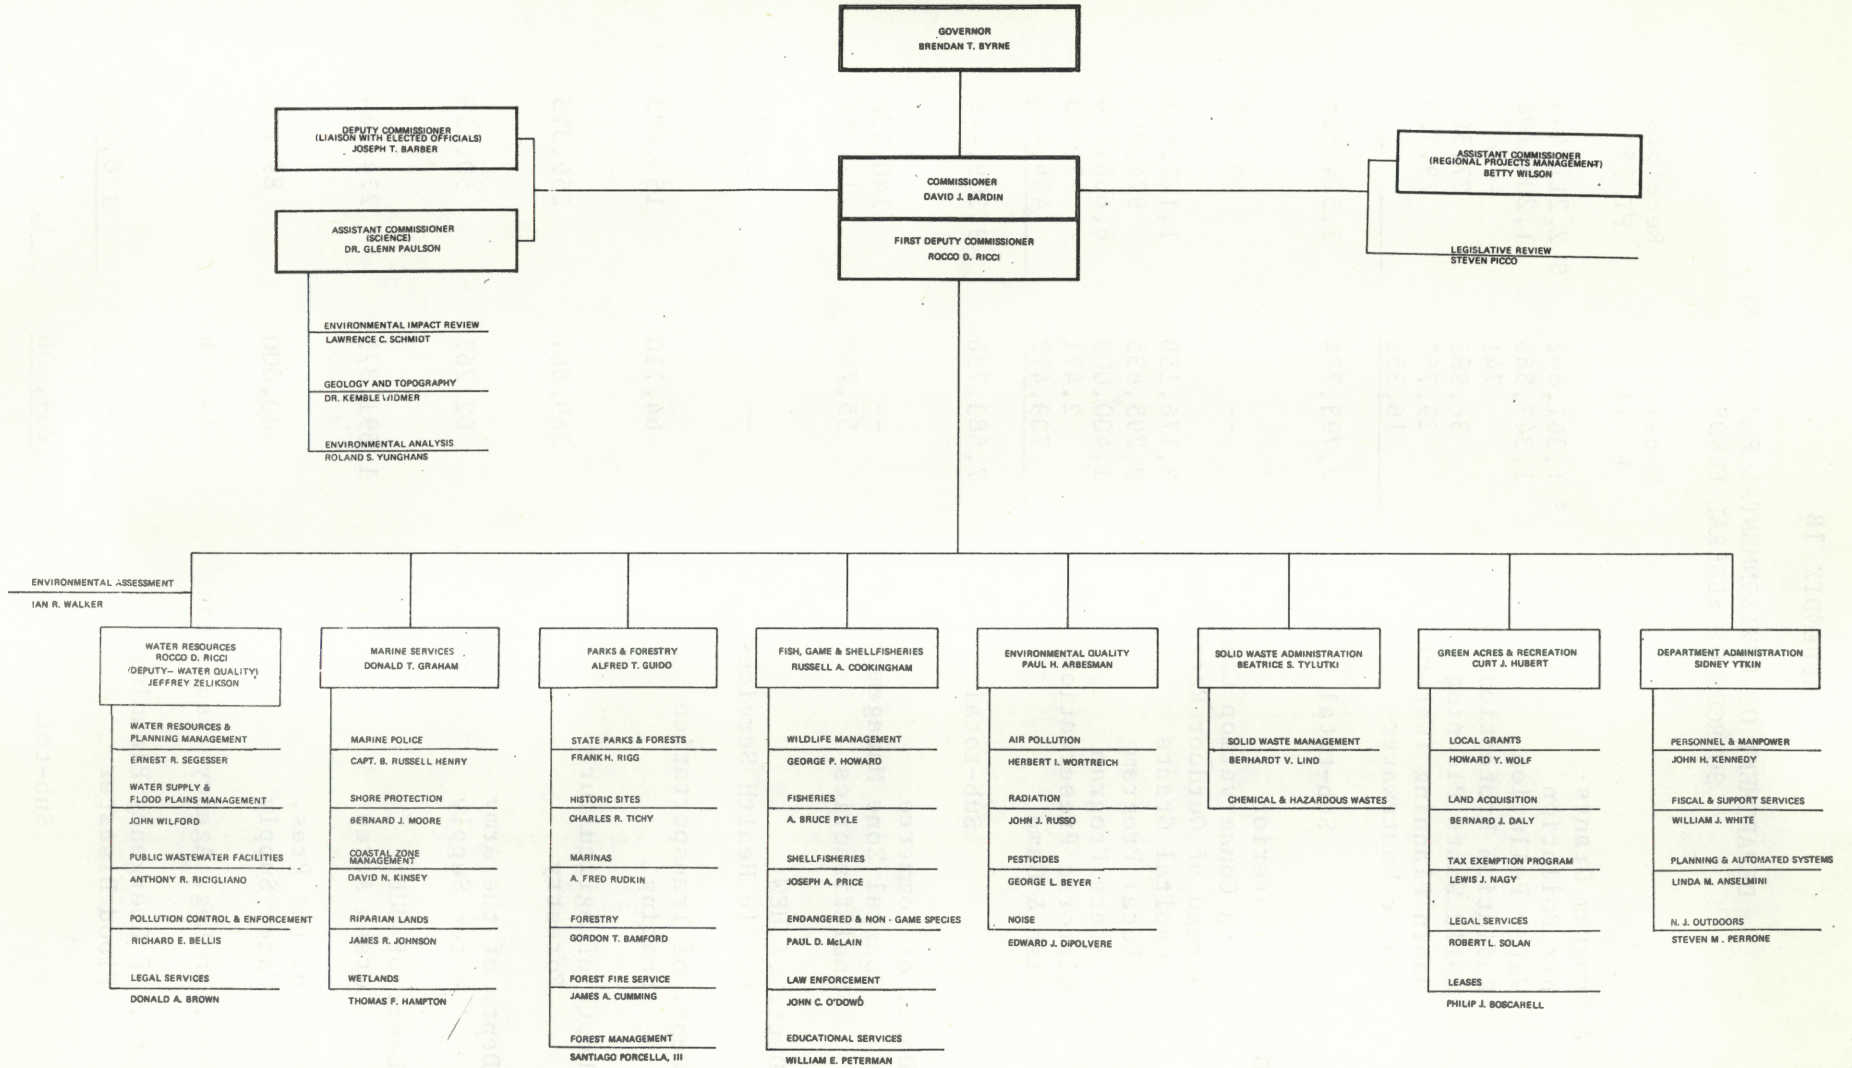 GOVERNOR
BRENDAN T. BYRNE
DEPUTY COMMISSIONER
(LIAISON WITH ELECTED OFFICIALS)
JOSEPH T. BARBER
ASSISTANT COMMISSIONER
(REGIONAL PROJECTS MANAGEMENT)
BETTY WILSON
COMMISSIONER
DAVID J. BARDIN
FIRST DEPUTY COMMISSIONER
ROCCO D. RICCI
ASSISTANT COMMISSIONER
(SCIENCE)
DR. GLENN PAULSON
LEGISLATIVE REVIEW
STEVEN PICCO
ENVIRONMENTAL IMPACT REVIEW
LAWRENCE C. SCHMIDT
GEOLOGY AND TOPOGRAPHY
DR. KEMBLE WIDMER
ENVIRONMENTAL ANALYSIS
ROLAND S. YUNGHANS
ENVIRONMENTAL ASSESSMENT
IAN R. WALKER
WATER RESOURCES
ROCCO D. RICCI
(DEPUTY- WATER QUALITY)
JEFFREY ZELIKSON
WATER RESOURCES &
PLANNING MANAGEMENT
ERNEST R. SEGESSER
WATER SUPPLY &
FLOOD PLAINS MANAGEMENT
JOHN WILFORD
PUBLIC WASTEWATER FACILITIES
ANTHONY R. RICIGLIANO
POLLUTION CONTROL & ENFORCEMENT
RICHARD E. BELLIS
LEGAL SERVICES
DONALD A. BROWN
MARINE SERVICES
DONALD T. GRAHAM
MARINE POLICE
CAPT. B. RUSSELL HENRY
SHORE PROTECTION
BERNARD J. MOORE
COASTAL ZONE
MANAGEMENT
DAVID N. KINSEY
RIPARIAN LANDS
JAMES R. JOHNSON
WETLANDS
THOMAS F. HAMPTON
PARKS & FORESTRY
ALFRED T. GUIDO
STATE PARKS & FORESTS
FRANK H. RIGG
HISTORIC SITES
CHARLES R. TICHY
MARINAS
A. FRED RUDKIN
FORESTRY
GORDON T. BAMFORD
FOREST FIRE SERVICE
JAMES A. CUMMING
FOREST MANAGEMENT
SANTIAGO PORCELLA, III
FISH, GAME & SHELLFISHERIES
RUSSELL A. COOKINGHAM
WILDLIFE MANAGEMENT
GEORGE P. HOWARD
FISHERIES
A. BRUCE PYLE
SHELLFISHERIES
JOSEPH A. PRICE
ENDANGERED & NON - GAME SPECIES
PAUL D. McLAIN
LAW ENFORCEMENT
JOHN C. O'DOWD
EDUCATIONAL SERVICES
WILLIAM E. PETERMAN
ENVIRONMENTAL QUALITY
PAUL H. ARBESMAN
AIR POLLUTION
HERBERT I. WORTREICH
RADIATION
JOHN J. RUSSO
PESTICIDES
GEORGE L. BEYER
NOISE
EDWARD J. DiPOLVERE
SOLID WASTE ADMINISTRATION
BEATRICE S. TYLUTKI
SOLID WASTE MANAGEMENT
BERHARDT V. LIND
CHEMICAL & HAZARDOUS WASTES
GREEN ACRES & RECREATION
CURT J. HUBERT
LOCAL GRANTS
HOWARD Y. WOLF
LAND ACQUISITION
BERNARD J. DALY
TAX EXEMPTION PROGRAM
LEWIS J. NAGY
LEGAL SERVICES
ROBERT L. SOLAN
LEASES
PHILIP J. BOSCARELL
DEPARTMENT ADMINISTRATION
SIDNEY YTKIN
PERSONNEL & MANPOWER
JOHN H. KENNEDY
FISCAL & SUPPORT SERVICES
WILLIAM J. WHITE
PLANNING & AUTOMATED SYSTEMS
LINDA M. ANSELMINI
N. J. OUTDOORS
STEVEN M. PERRONE